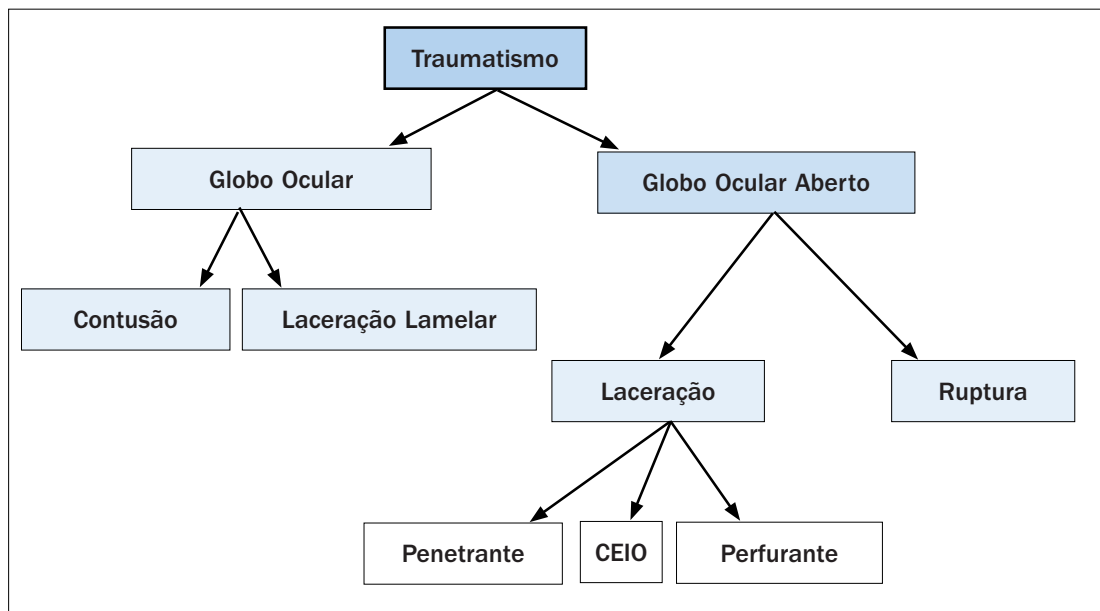 Traumatismo
Globo Ocular
Globo Ocular Aberto
Contusão
Laceração Lamelar
Laceração
Ruptura
Penetrante
CEIO
Perfurante